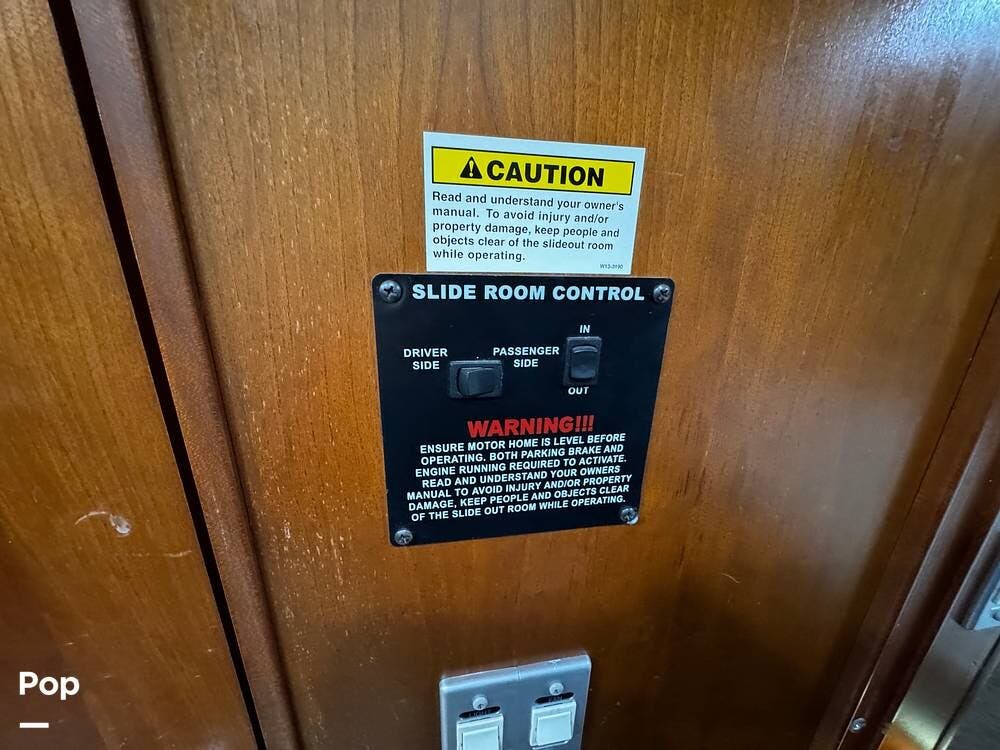 CAUTION
Read and understand your owner's
manual. To avoid injury and/or
property damage, keep people and
objects clear of the slideout room
while operating.
W13-3190
SLIDE ROOM CONTROL
IN
DRIVER
SIDE
PASSENGER
SIDE
OUT
WARNING!!!
ENSURE MOTOR HOME IS LEVEL BEFORE
OPERATING. BOTH PARKING BRAKE AND
ENGINE RUNNING REQUIRED TO ACTIVATE.
READ AND UNDERSTAND YOUR OWNERS
MANUAL TO AVOID INJURY AND/OR PROPERTY
DAMAGE, KEEP PEOPLE AND OBJECTS CLEAR
OF THE SLIDE OUT ROOM WHILE OPERATING.
LIGHT
FAN
Pop